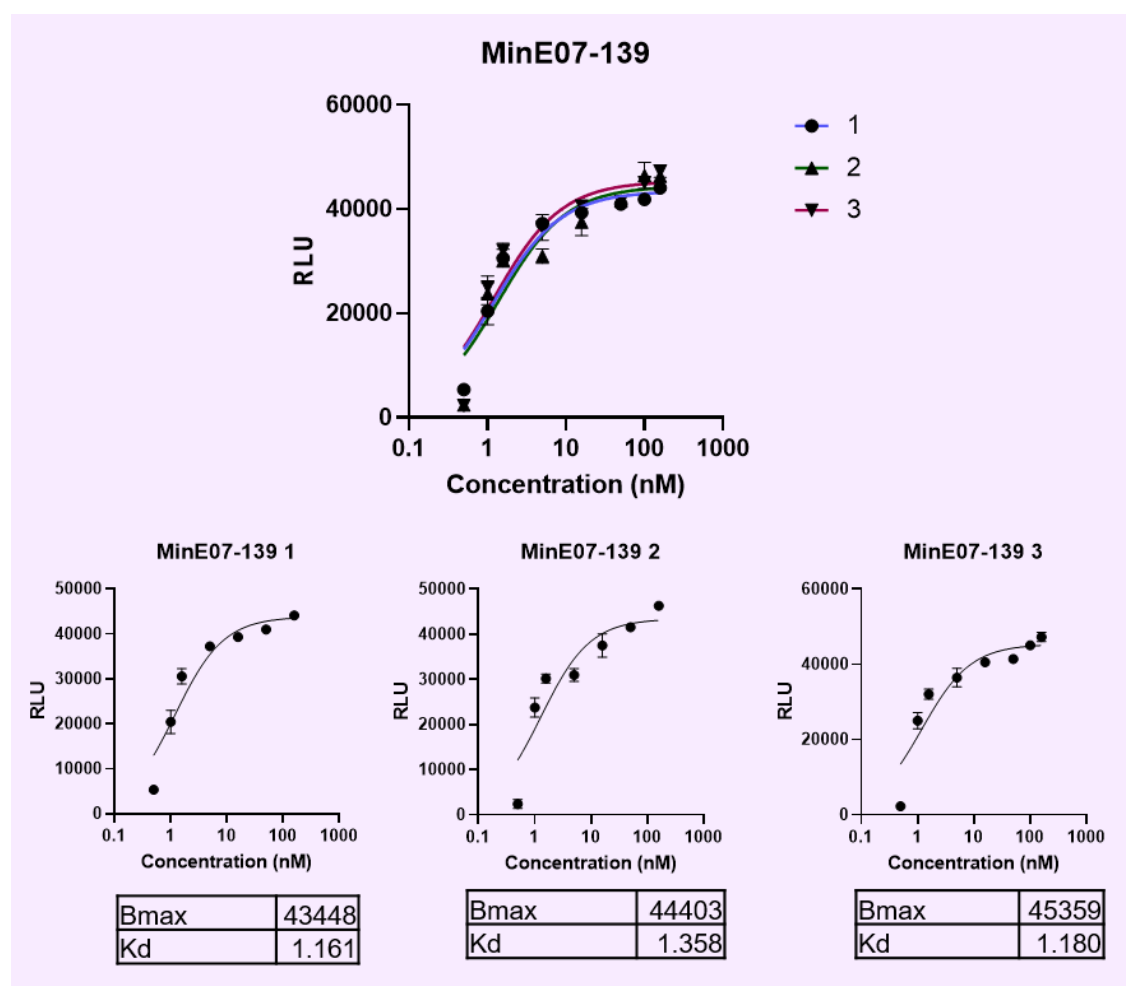 MinE07-139
60000
40000
20000
0
RLU
0.1 1 10 100 1000
Concentration (nM)
1
2
3
MinE07-139 1
50000
40000
30000
20000
10000
0
RLU
0.1 1 10 100 1000
Concentration (nM)
Bmax 43448
Kd 1.161
MinE07-139 2
50000
40000
30000
20000
10000
0
RLU
0.1 1 10 100 1000
Concentration (nM)
Bmax 44403
Kd 1.358
MinE07-139 3
60000
40000
20000
0
RLU
0.1 1 10 100 1000
Concentration (nM)
Bmax 45359
Kd 1.180